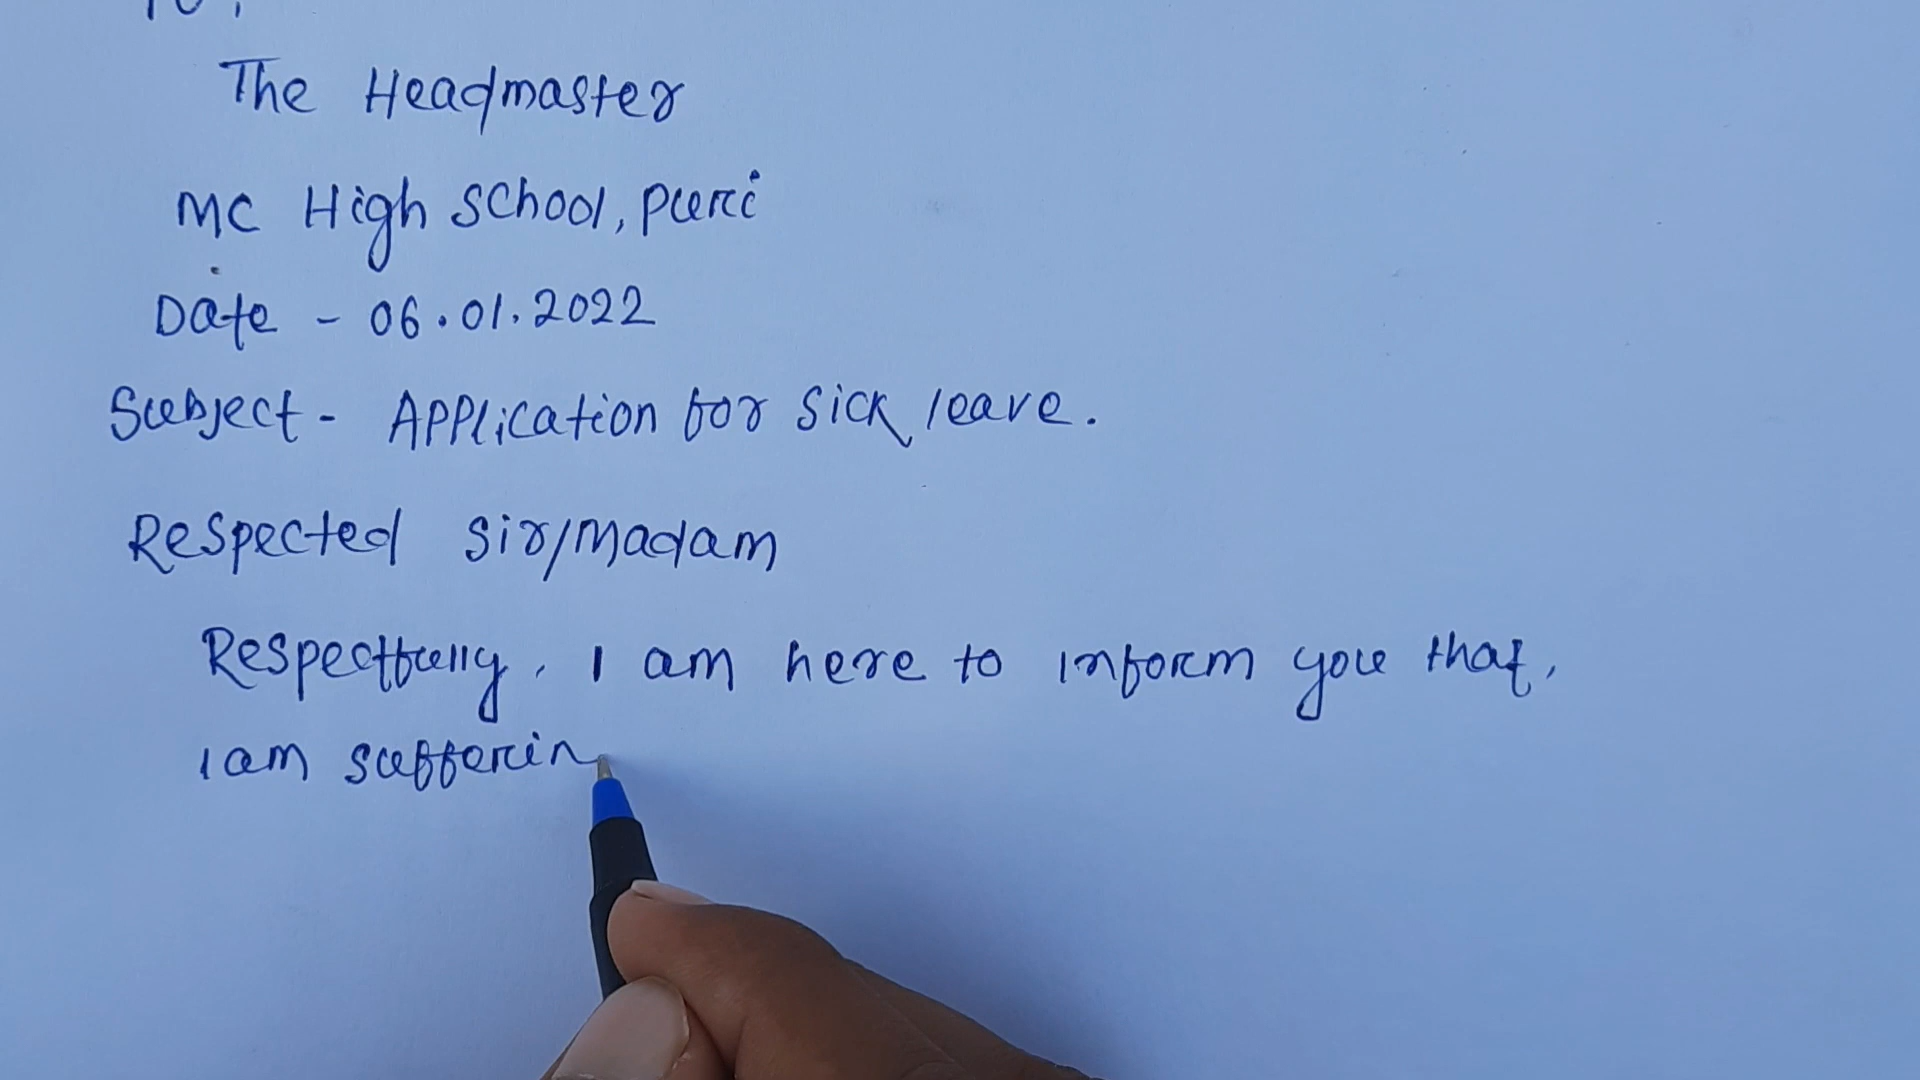 To,
The Headmaster
MC High School, Puri
Date - 06.01.2022
Subject - Application for sick leave.
Respected Sir/Madam
Respectfully, I am here to inform you that,
I am sufferin